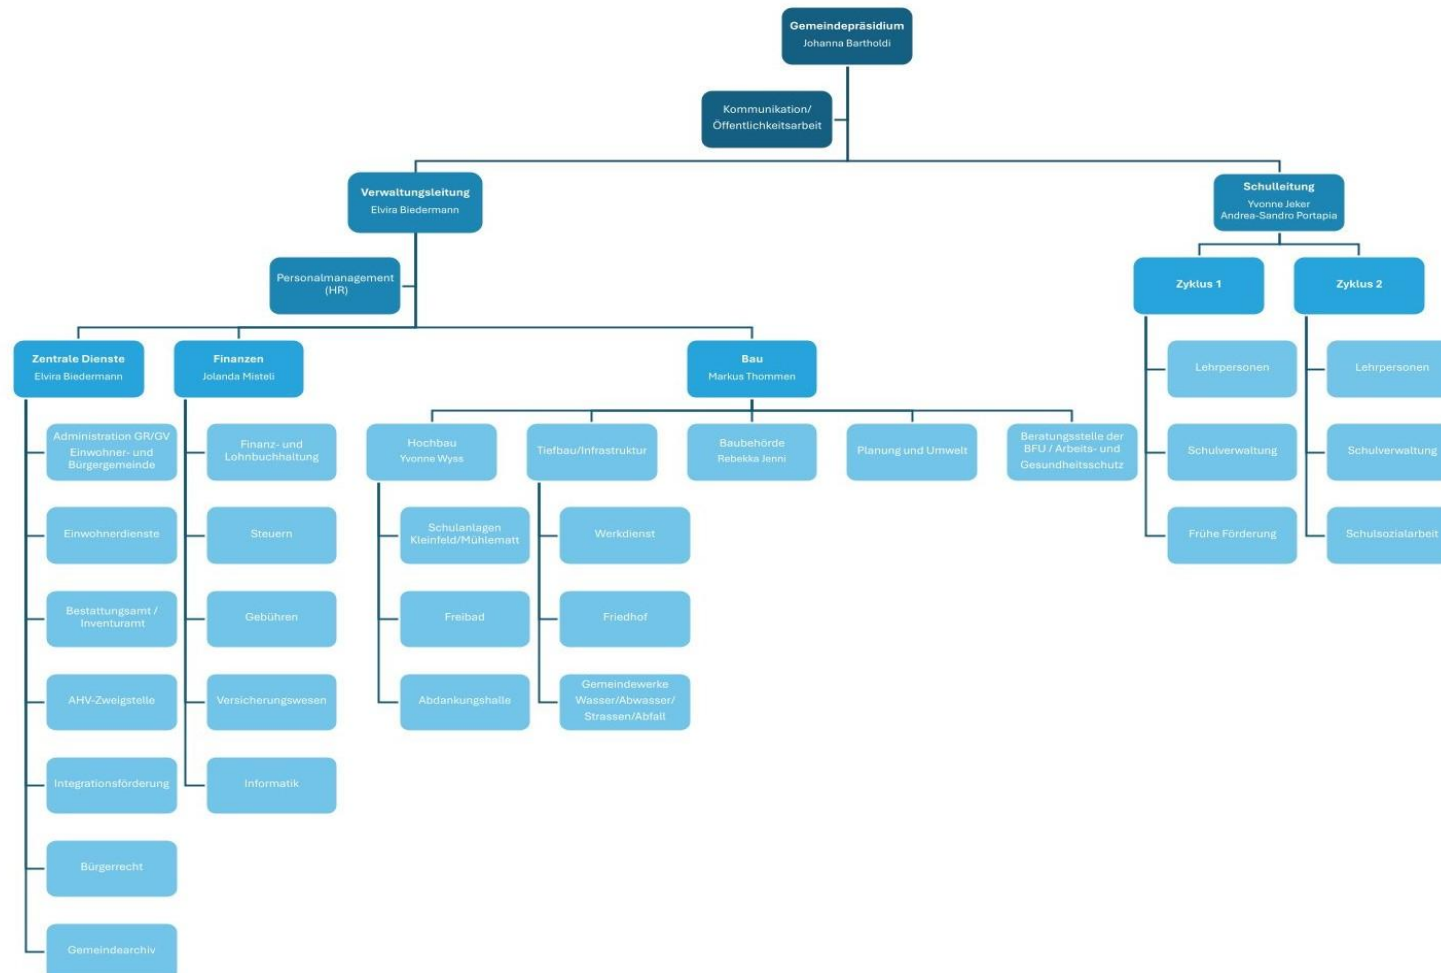 Gemeindepräsidium
Johanna Bartholdi
Kommunikation/
Öffentlichkeitsarbeit
Verwaltungsleitung
Elvira Biedermann
Schulleitung
Yvonne Jeker
Andrea-Sandro Portapia
Personalmanagement
(HR)
Zyklus 1
Zyklus 2
Zentrale Dienste
Elvira Biedermann
Finanzen
Jolanda Misteli
Bau
Markus Thommen
Lehrpersonen
Lehrpersonen
Administration GR/GV
Einwohner- und
Bürgergemeinde
Finanz- und
Lohnbuchhaltung
Hochbau
Yvonne Wyss
Tiefbau/Infrastruktur
Baubehörde
Rebekka Jenni
Planung und Umwelt
Beratungsstelle der
BFU / Arbeits- und
Gesundheitsschutz
Schulverwaltung
Schulverwaltung
Einwohnerdienste
Steuern
Schulanlagen
Kleinfeld/Mühlematt
Werkdienst
Frühe Förderung
Schulsozialarbeit
Bestattungsamt /
Inventuramt
Gebühren
Freibad
Friedhof
AHV-Zweigstelle
Versicherungswesen
Abdankungshalle
Gemeindewerke
Wasser/Abwasser/
Strassen/Abfall
Integrationsförderung
Informatik
Bürgerrecht
Gemeindearchiv